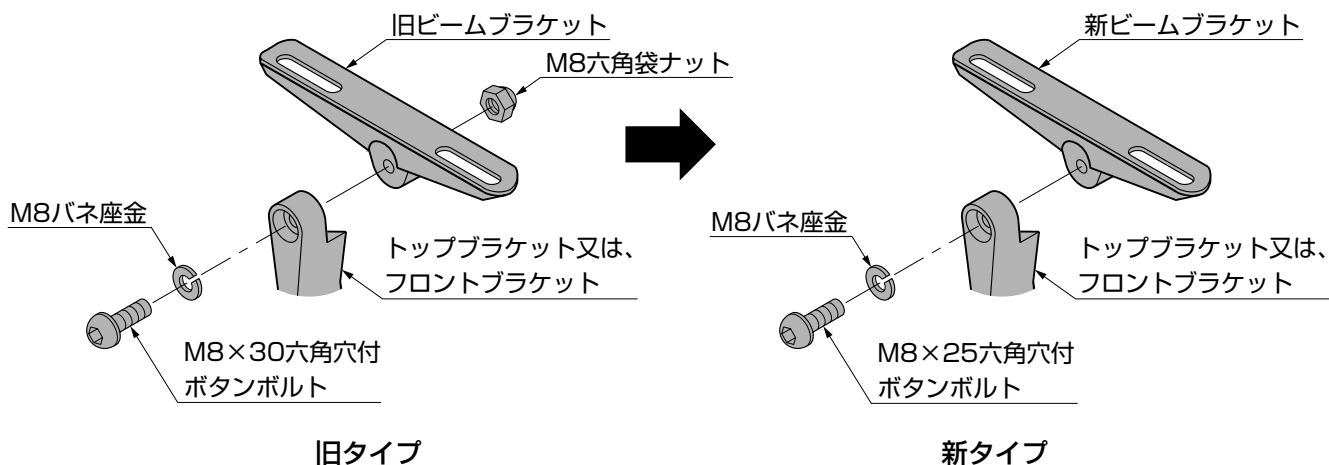 旧ビームブラケット
M8六角袋ナット
M8バネ座金
トップブラケット又は、
フロントブラケット
M8×30六角穴付
ボタンボルト
旧タイプ
新ビームブラケット
M8バネ座金
トップブラケット又は、
フロントブラケット
M8×25六角穴付
ボタンボルト
新タイプ